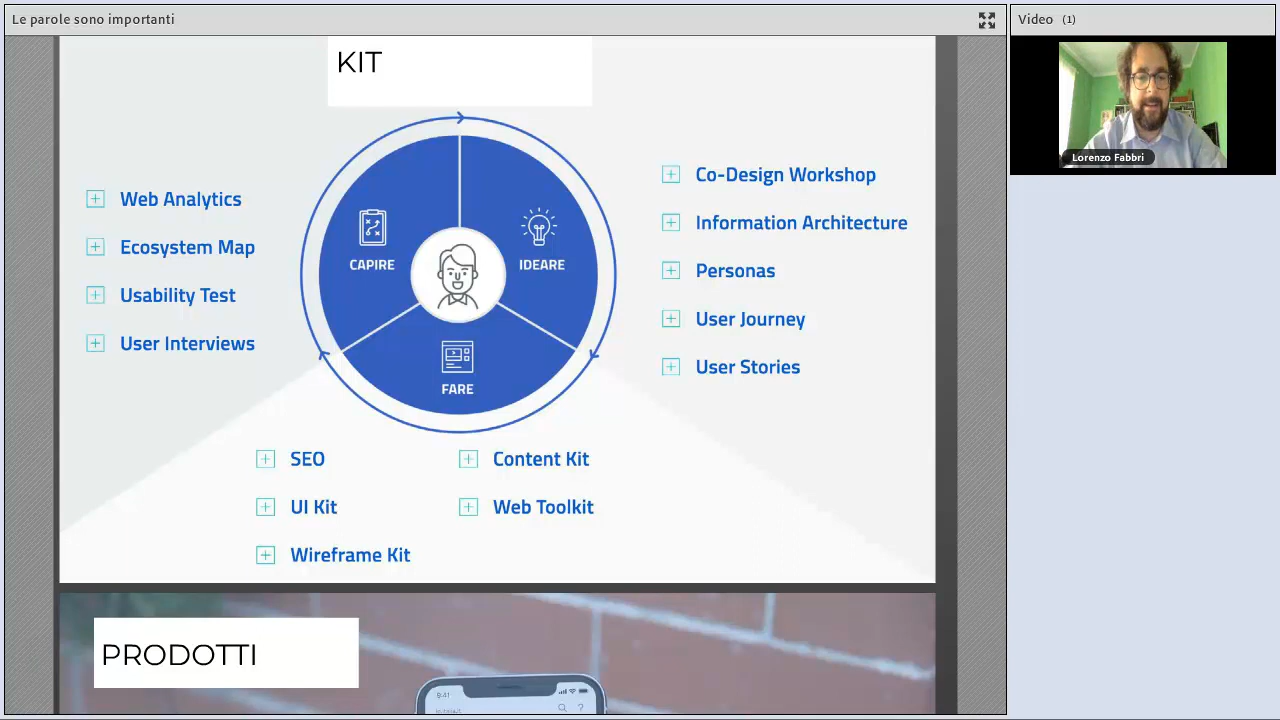 Le parole sono importanti
Video (1)
Lorenzo Fabbri
KIT
Web Analytics
Ecosystem Map
Usability Test
User Interviews
CAPIRE
IDEARE
FARE
Co-Design Workshop
Information Architecture
Personas
User Journey
User Stories
SEO
UI Kit
Wireframe Kit
Content Kit
Web Toolkit
PRODOTTI
9:41